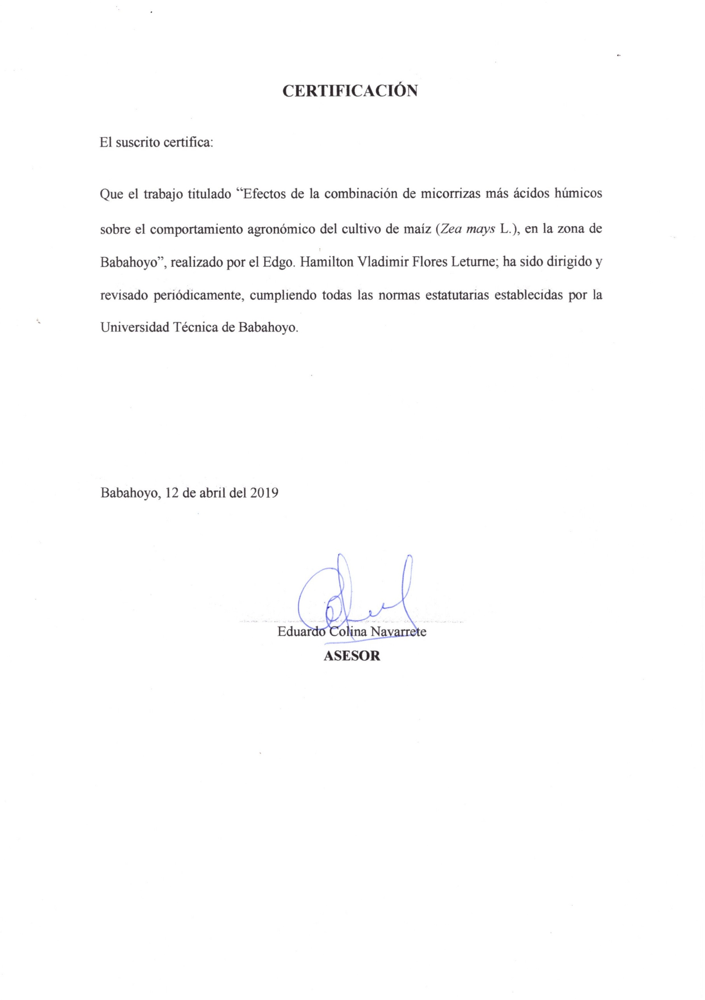 CERTIFICACIÓN
El suscrito certifica:
Que el trabajo titulado “Efectos de la combinación de micorrizas más ácidos húmicos
sobre el comportamiento agronómico del cultivo de maíz (Zea mays L.), en la zona de
Babahoyo”, realizado por el Edgo. Hamilton Vladimir Flores Leturne; ha sido dirigido y
revisado periódicamente, cumpliendo todas las normas estatutarias establecidas por la
Universidad Técnica de Babahoyo.
Babahoyo, 12 de abril del 2019
Eduardo Colina Navarrete
ASESOR